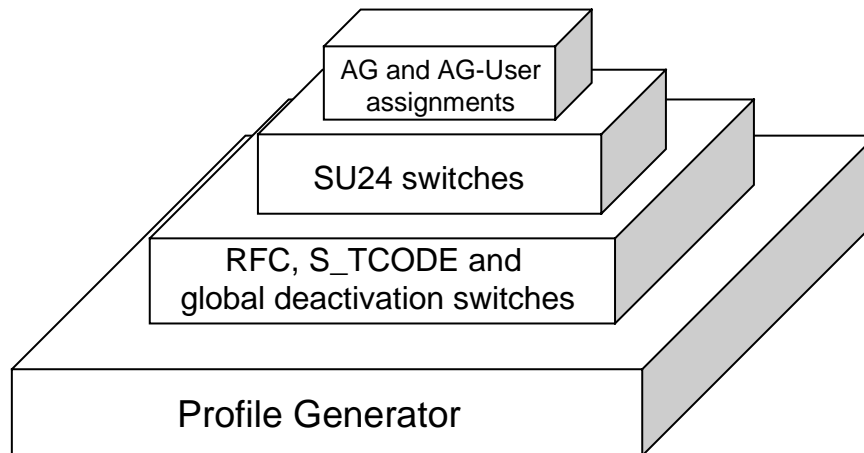 AG and AG-User
assignments
SU24 switches
RFC, S_TCODE and
global deactivation switches
Profile Generator